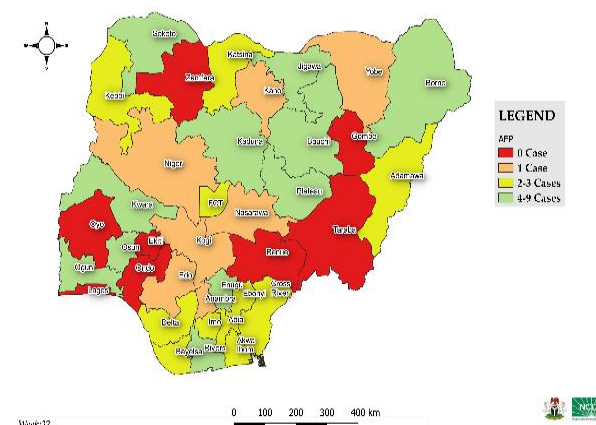 Sokoto
Katsina
Zamfara
Jigawa
Yobe
Borno
Kebbi
Kano
Kaduna
Bauchi
Gombe
Niger
Adamawa
Plateau
FCT
Kwara
Nasarawa
Oyo
Taraba
Kogi
Ekiti
Osun
Benue
Ogun
Ondo
Edo
Lagos
Enugu
Ebonyi
Cross
River
Anambra
Delta
Imo
Abia
Bayelsa
Rivers
Akwa
Ibom
LEGEND
AFP
0 Case
1 Case
2-3 Cases
4-9 Cases
0 100 200 300 400 km